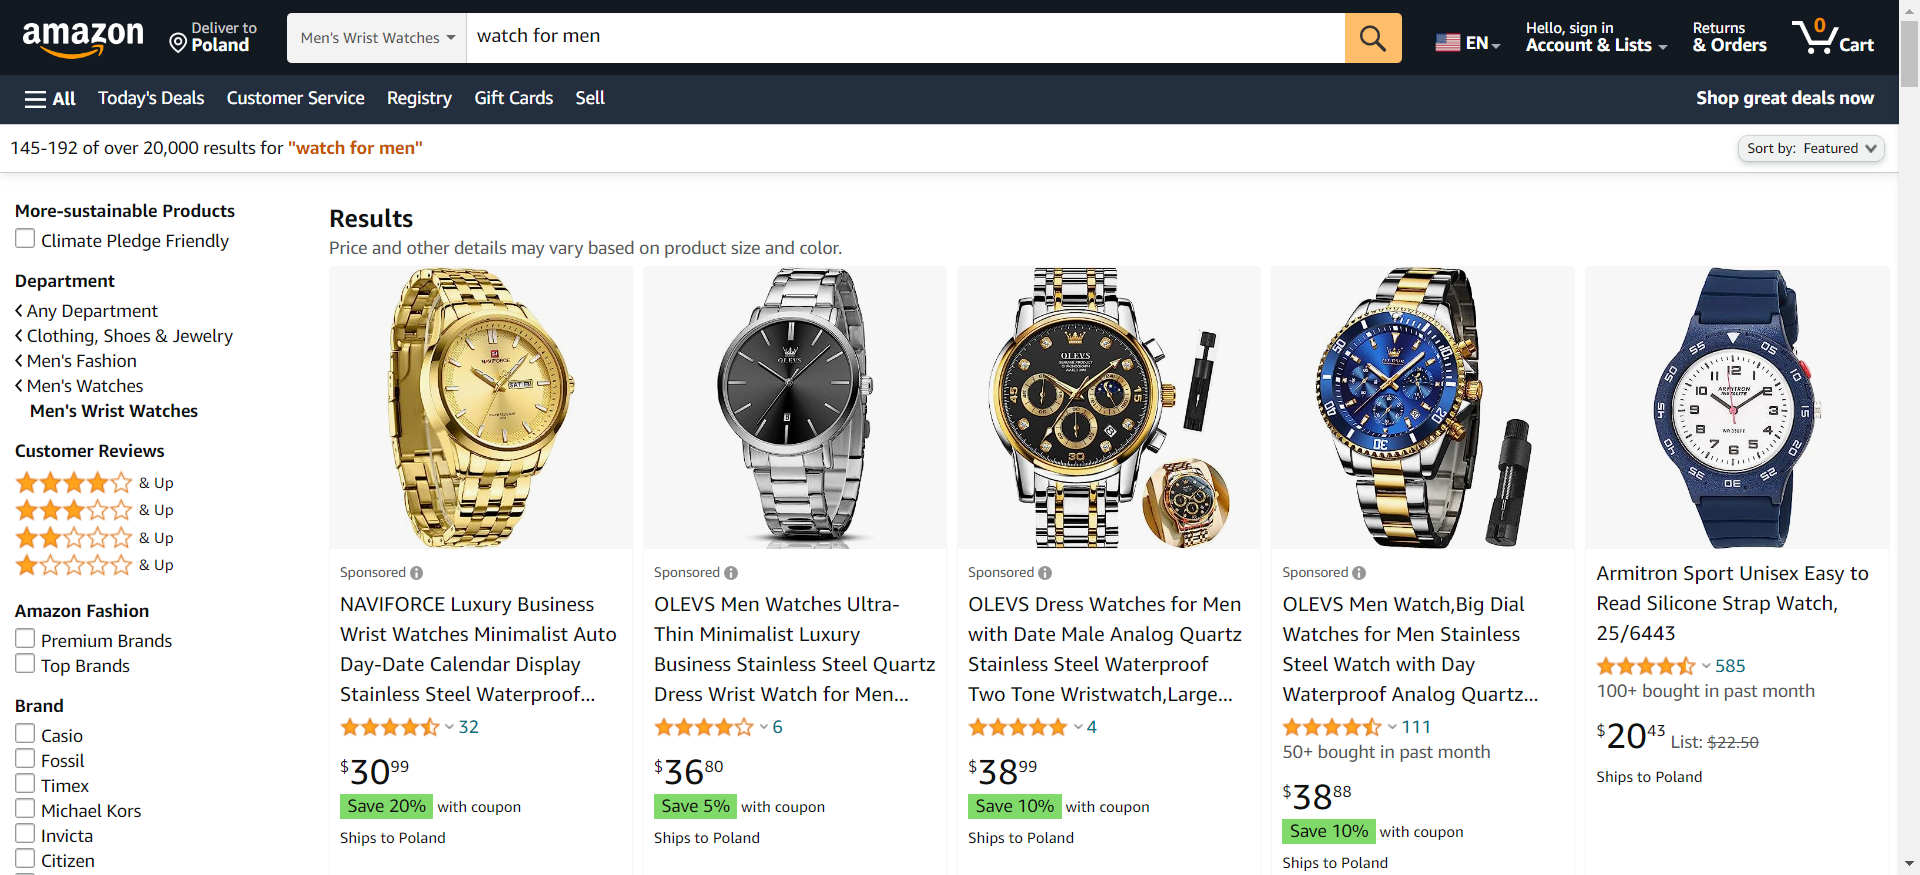 amazon
Deliver to
Poland
Men's Wrist Watches
watch for men
EN
Hello, sign in
Account & Lists
Returns
& Orders
0
Cart
All
Today's Deals
Customer Service
Registry
Gift Cards
Sell
Shop great deals now
145-192 of over 20,000 results for "watch for men"
Sort by: Featured
More-sustainable Products
Climate Pledge Friendly
Department
Any Department
Clothing, Shoes & Jewelry
Men's Fashion
Men's Watches
Men's Wrist Watches
Customer Reviews
& Up
& Up
& Up
& Up
Amazon Fashion
Premium Brands
Top Brands
Brand
Casio
Fossil
Timex
Michael Kors
Invicta
Citizen
Results
Price and other details may vary based on product size and color.
NAVIFORCE
Sponsored
NAVIFORCE Luxury Business
Wrist Watches Minimalist Auto
Day-Date Calendar Display
Stainless Steel Waterproof...
32
$30.99
Save 20% with coupon
Ships to Poland
OLEVS
Sponsored
OLEVS Men Watches Ultra-
Thin Minimalist Luxury
Business Stainless Steel Quartz
Dress Wrist Watch for Men...
6
$36.80
Save 5% with coupon
Ships to Poland
OLEVS
Sponsored
OLEVS Dress Watches for Men
with Date Male Analog Quartz
Stainless Steel Waterproof
Two Tone Wristwatch,Large...
4
$38.99
Save 10% with coupon
Ships to Poland
Sponsored
OLEVS Men Watch,Big Dial
Watches for Men Stainless
Steel Watch with Day
Waterproof Analog Quartz...
111
50+ bought in past month
$38.88
Save 10% with coupon
Ships to Poland
ARMITRON
Armitron Sport Unisex Easy to
Read Silicone Strap Watch,
25/6443
585
100+ bought in past month
$20.43 List: $22.50
Ships to Poland